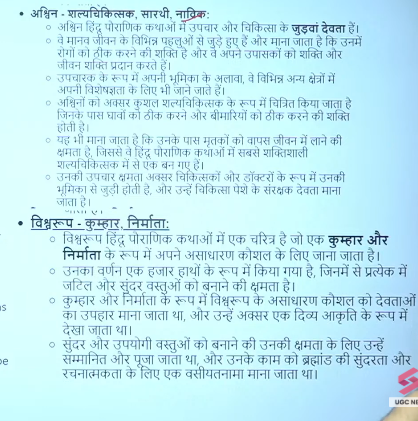 • अश्विन - शल्यचिकित्सक, सारथी, नाविक:
○ अश्विन हिंदू पौराणिक कथाओं में उपचार और चिकित्सा के जुड़वां देवता हैं।
○ वे मानव जीवन के विभिन्न पहलुओं से जुड़े हुए हैं और माना जाता है कि उनमें
रोगों को ठीक करने की शक्ति है और वे अपने उपासकों को शक्ति और
जीवन शक्ति प्रदान करते हैं।
○ उपचारक के रूप में अपनी भूमिका के अलावा, वे विभिन्न अन्य क्षेत्रों में
अपनी विशेषज्ञता के लिए भी जाने जाते हैं।
○ अश्विनों को अक्सर कुशल शल्यचिकित्सक के रूप में चित्रित किया जाता है
जिनके पास घावों को ठीक करने और बीमारियों को ठीक करने की शक्ति
होती है।
○ यह भी माना जाता है कि उनके पास मृतकों को वापस जीवन में लाने की
क्षमता है, जिससे वे हिंदू पौराणिक कथाओं में सबसे शक्तिशाली
शल्यचिकित्सकों में से एक बन गए हैं।
○ उनकी उपचार क्षमता अक्सर चिकित्सकों और डॉक्टरों के रूप में उनकी
भूमिका से जुड़ी होती है, और उन्हें चिकित्सा पेशे के संरक्षक देवता माना
जाता है।
• विश्वरूप - कुम्हार, निर्माता:
○ विश्वरूप हिंदू पौराणिक कथाओं में एक चरित्र है जो एक कुम्हार और
निर्माता के रूप में अपने असाधारण कौशल के लिए जाना जाता है।
○ उनका वर्णन एक हजार हाथों के रूप में किया गया है, जिनमें से प्रत्येक में
जटिल और सुंदर वस्तुओं को बनाने की क्षमता है।
○ कुम्हार और निर्माता के रूप में विश्वरूप के असाधारण कौशल को देवताओं
का उपहार माना जाता था, और उन्हें अक्सर एक दिव्य आकृति के रूप में
देखा जाता था।
○ सुंदर और उपयोगी वस्तुओं को बनाने की उनकी क्षमता के लिए उन्हें
सम्मानित और पूजा जाता था, और उनके काम को ब्रह्मांड की सुंदरता और
रचनात्मकता के लिए एक वसीयतनामा माना जाता था।
UGC NE